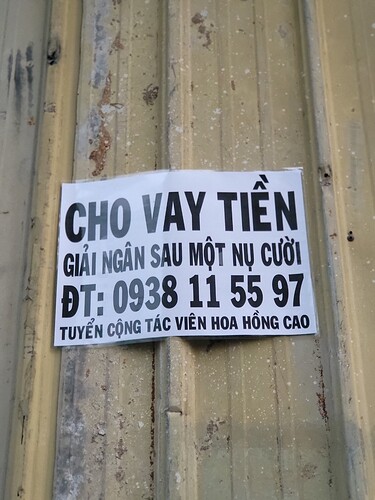 CHO VAY TIỀN
GIẢI NGÂN SAU MỘT NỤ CƯỜI
ĐT: 0938 11 55 97
TUYỂN CỘNG TÁC VIÊN HOA HỒNG CAO